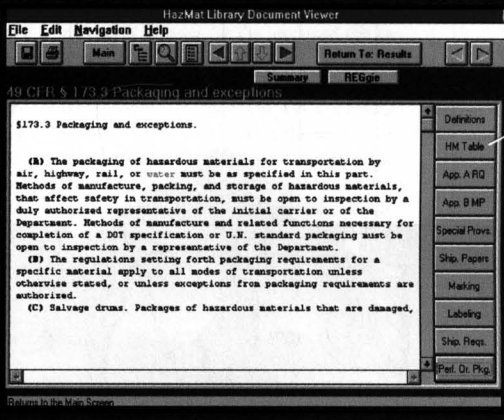 HazMat Library Document Viewer
File Edit Navigation Help
Main Return To: Results
Summary REGgie
49 CFR § 173.3 Packaging and exceptions
§173.3 Packaging and exceptions.
(A) The packaging of hazardous materials for transportation by
air, highway, rail, or water must be as specified in this part.
Methods of manufacture, packing, and storage of hazardous materials,
that affect safety in transportation, must be open to inspection by a
duly authorized representative of the initial carrier or of the
Department. Methods of manufacture and related functions necessary for
completion of a DOT specification or U.N. standard packaging must be
open to inspection by a representative of the Department.
(B) The regulations setting forth packaging requirements for a
specific material apply to all modes of transportation unless
otherwise stated, or unless exceptions from packaging requirements are
authorized.
(C) Salvage drums. Packages of hazardous materials that are damaged,
Definitions
HM Table
App. A RQ
App. B MP
Special Provs.
Ship. Papers
Marking
Labeling
Ship. Reqs.
Perf. Or. Pkg.
Returns to the Main Screen